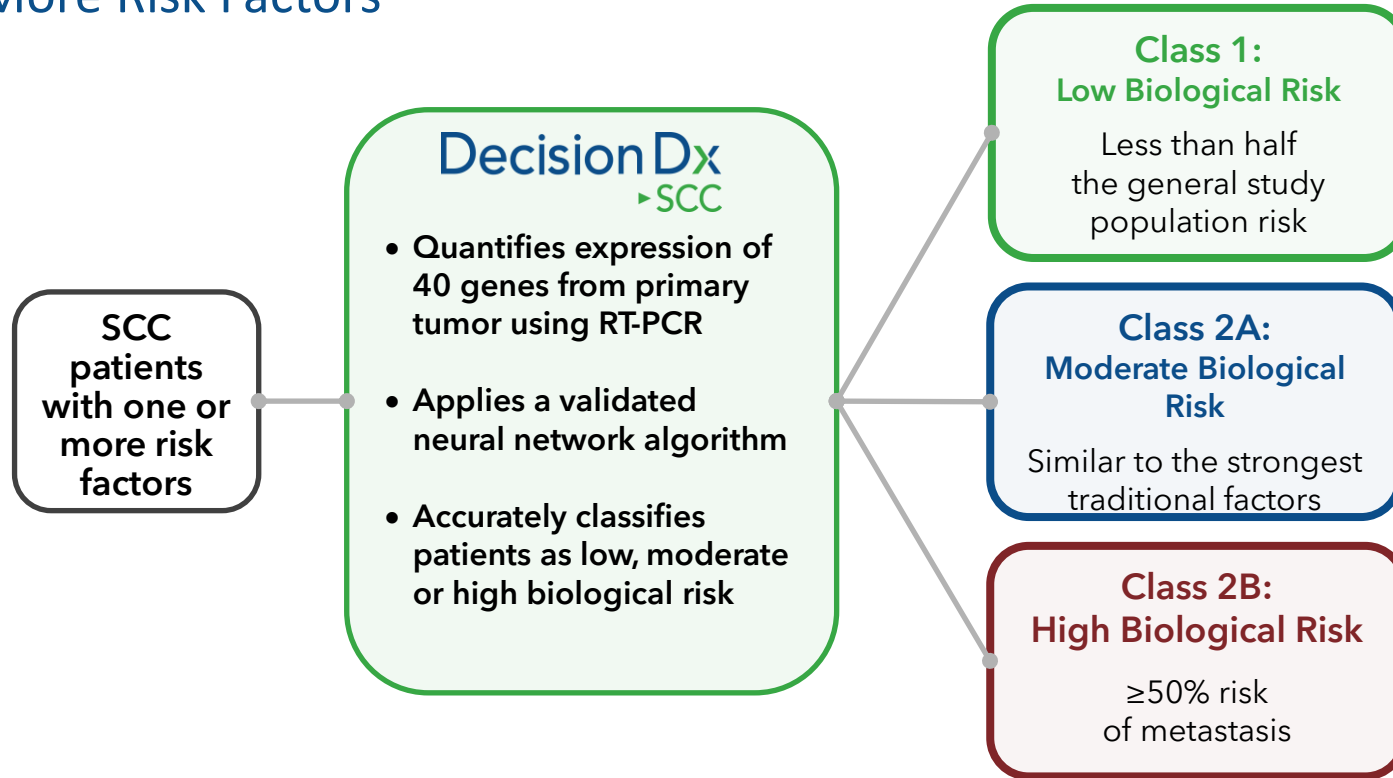 More Risk Factors
SCC
patients
with one or
more risk
factors
DecisionDx
▸SCC
• Quantifies expression of
40 genes from primary
tumor using RT-PCR
• Applies a validated
neural network algorithm
• Accurately classifies
patients as low, moderate
or high biological risk
Class 1:
Low Biological Risk
Less than half
the general study
population risk
Class 2A:
Moderate Biological
Risk
Similar to the strongest
traditional factors
Class 2B:
High Biological Risk
≥50% risk
of metastasis